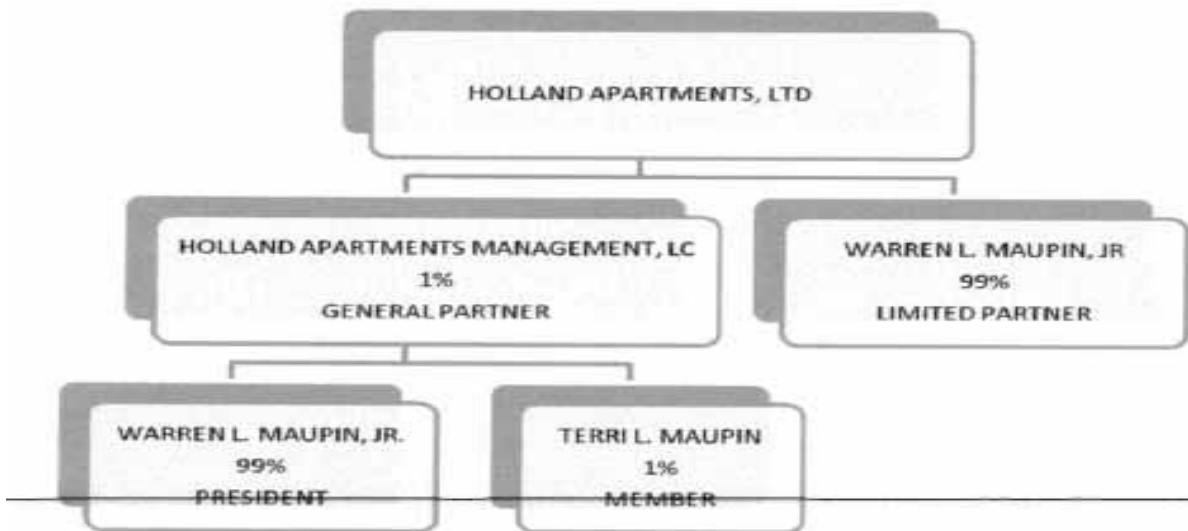 HOLLAND APARTMENTS, LTD
HOLLAND APARTMENTS MANAGEMENT, LC
1%
GENERAL PARTNER
WARREN L. MAUPIN, JR
99%
LIMITED PARTNER
WARREN L. MAUPIN, JR.
99%
PRESIDENT
TERRI L. MAUPIN
1%
MEMBER